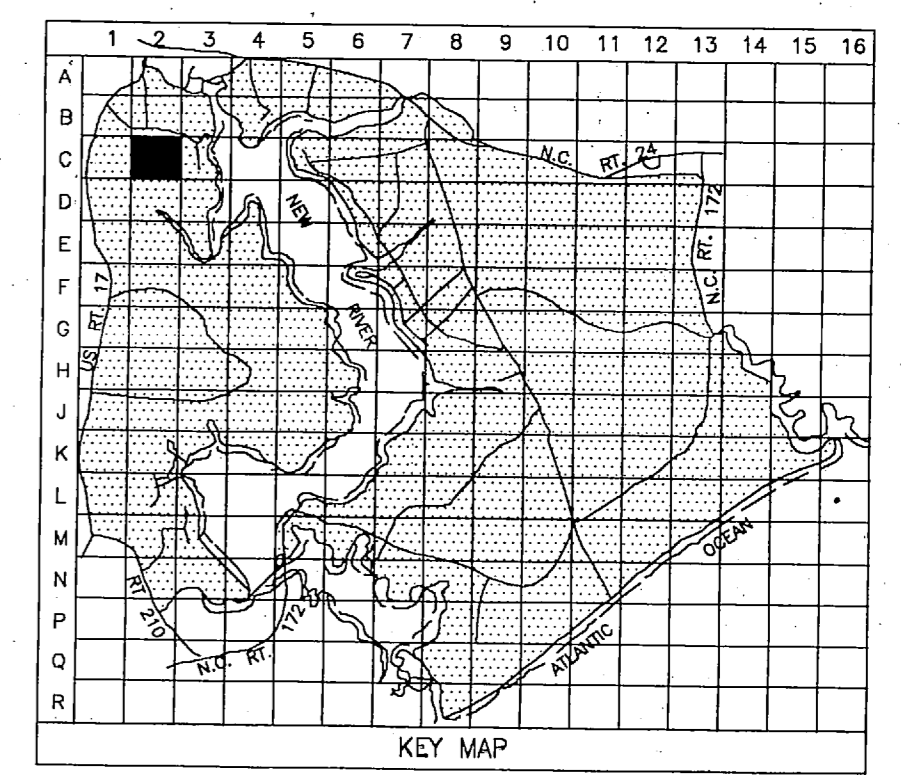 1 2 3 4 5 6 7 8 9 10 11 12 13 14 15 16
A
B
C
D
E
F
G
H
J
K
L
M
N
P
Q
R
N.C. RT. 24
N.C. RT. 172
NEW RIVER
US RT. 17
OCEAN
ATLANTIC
RT 210
N.C. RT. 172
KEY MAP